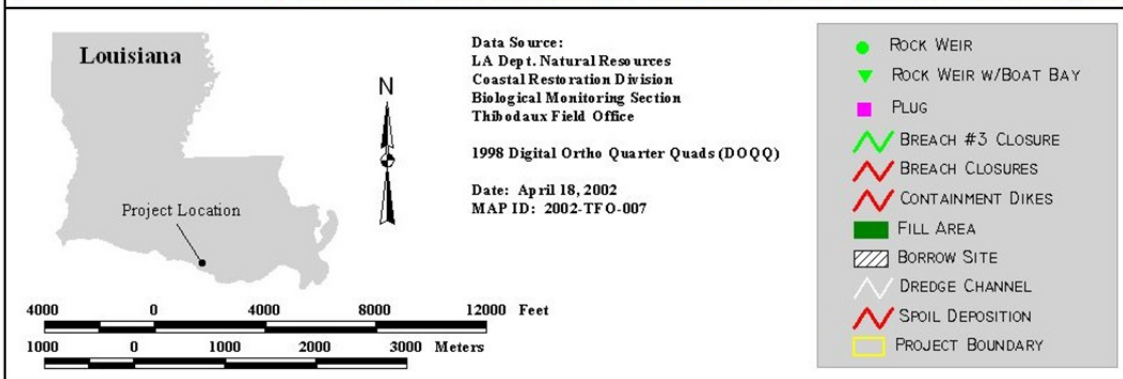 Louisiana
Project Location
N
Data Source:
LA Dept. Natural Resources
Coastal Restoration Division
Biological Monitoring Section
Thibodaux Field Office
1998 Digital Ortho Quarter Quads (DOQQ)
Date: April 18, 2002
MAP ID: 2002-TFO-007
4000 0 4000 8000 12000 Feet
1000 0 1000 2000 3000 Meters
ROCK WEIR
ROCK WEIR W/BOAT BAY
PLUG
BREACH #3 CLOSURE
BREACH CLOSURES
CONTAINMENT DIKES
FILL AREA
BORROW SITE
DREDGE CHANNEL
SPOIL DEPOSITION
PROJECT BOUNDARY